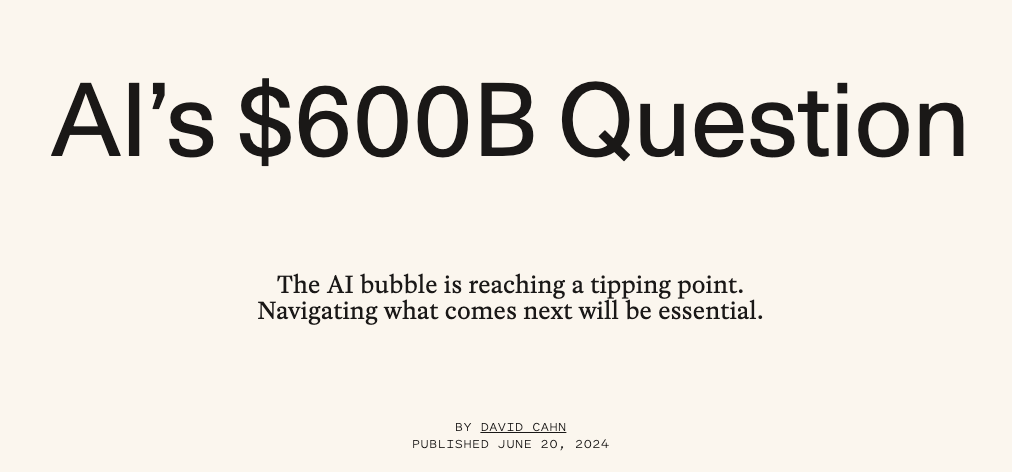 AI’s $600B Question
The AI bubble is reaching a tipping point.
Navigating what comes next will be essential.
BY DAVID CAHN
PUBLISHED JUNE 20, 2024